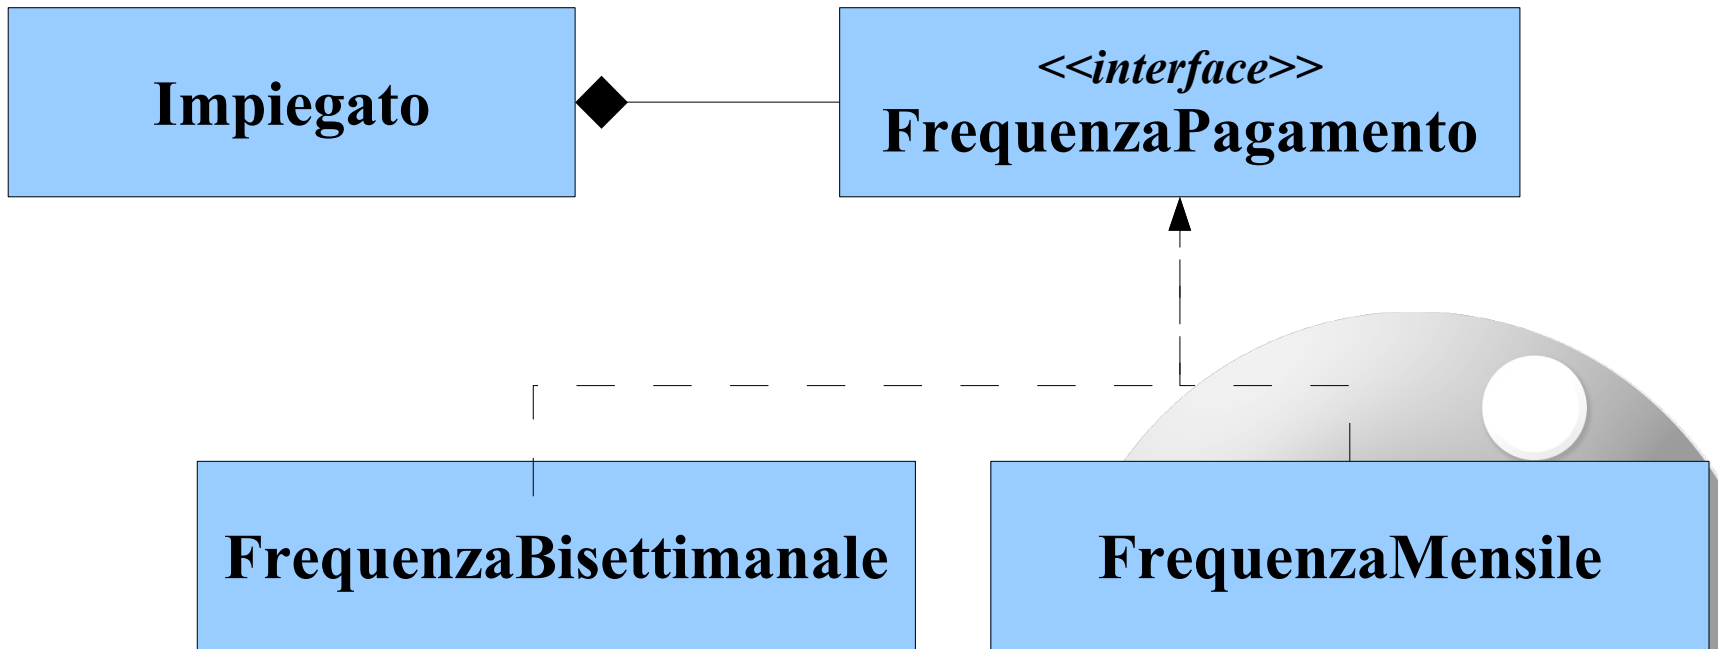 Impiegato
<<interface>>
FrequenzaPagamento
FrequenzaBisettimanale
FrequenzaMensile